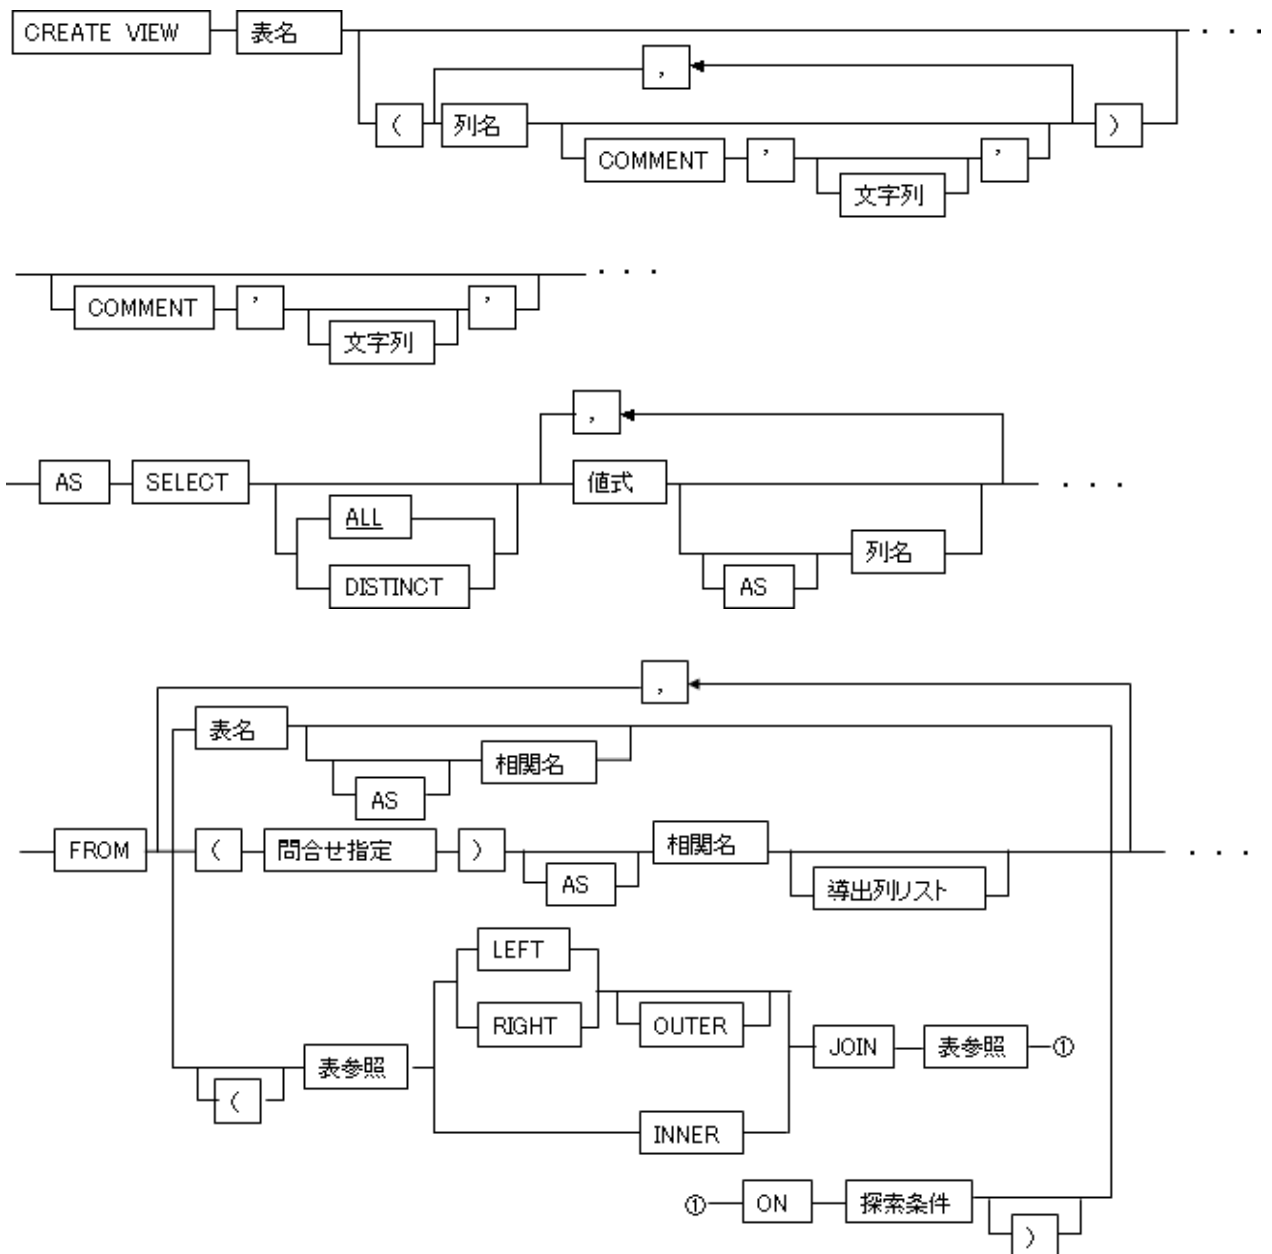 CREATE VIEW 表名 ・・・
,
( 列名 )
COMMENT ' '
文字列
・・・
COMMENT ' '
文字列
,
AS SELECT 値式 ・・・
ALL
列名
DISTINCT AS
,
表名
相関名
AS
FROM ( 問合せ指定 ) 相関名 ・・・
AS 導出列リスト
LEFT
RIGHT OUTER
JOIN 表参照 ①
表参照
(
INNER
① ON 探索条件
)